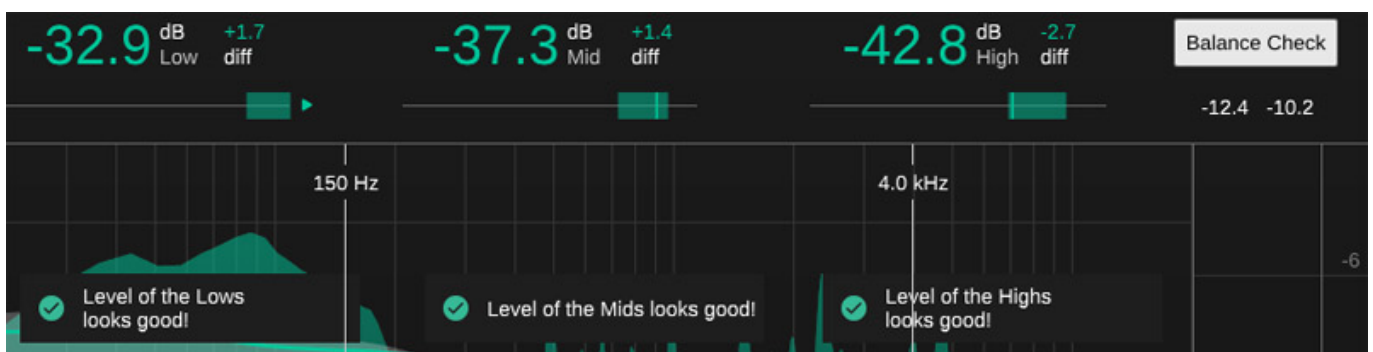 -32.9 dB Low +1.7 diff
-37.3 dB Mid +1.4 diff
-42.8 dB High -2.7 diff
Balance Check
-12.4 -10.2
150 Hz
4.0 kHz
-6
Level of the Lows
looks good!
Level of the Mids looks good!
Level of the Highs
looks good!